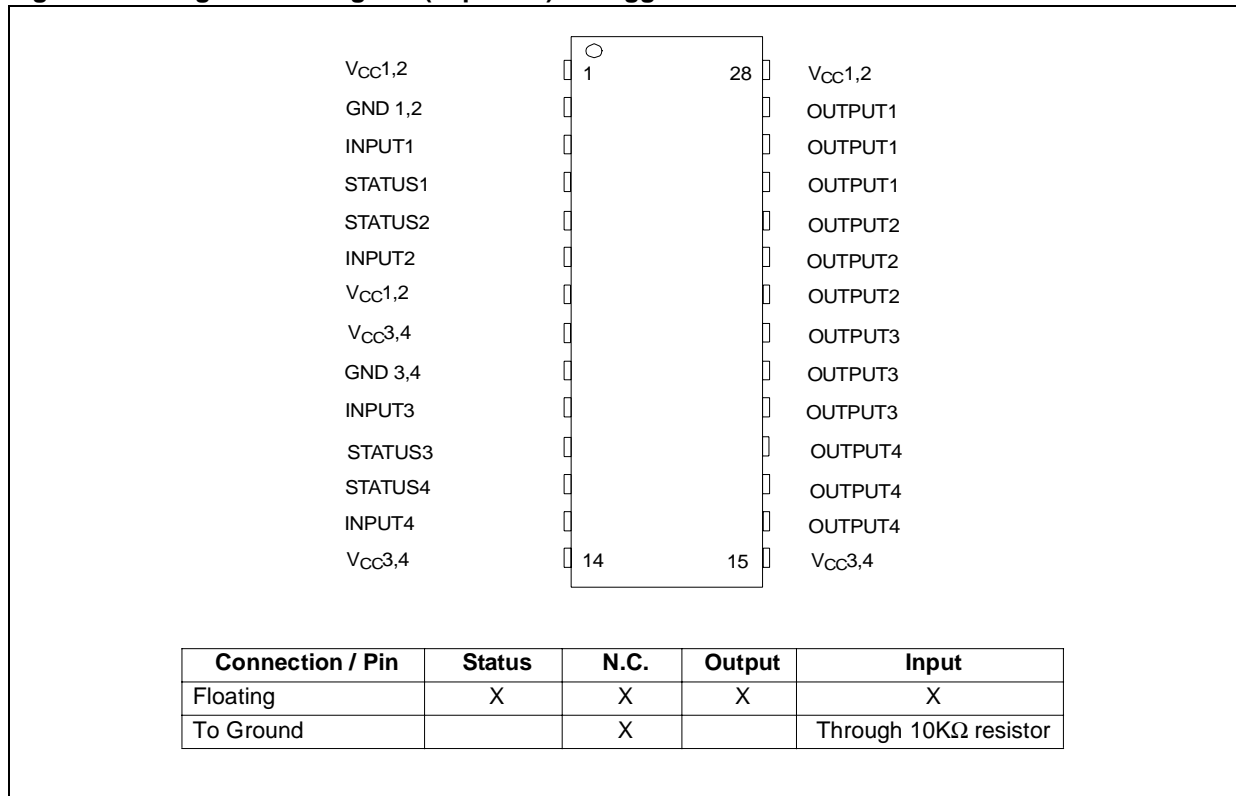 VCC1,2 1 28 VCC1,2
GND 1,2 OUTPUT1
INPUT1 OUTPUT1
STATUS1 OUTPUT1
STATUS2 OUTPUT2
INPUT2 OUTPUT2
VCC1,2 OUTPUT2
VCC3,4 OUTPUT3
GND 3,4 OUTPUT3
INPUT3 OUTPUT3
STATUS3 OUTPUT4
STATUS4 OUTPUT4
INPUT4 OUTPUT4
VCC3,4 14 15 VCC3,4
Connection / Pin Status N.C. Output Input
Floating X X X X
To Ground X Through 10KΩ resistor